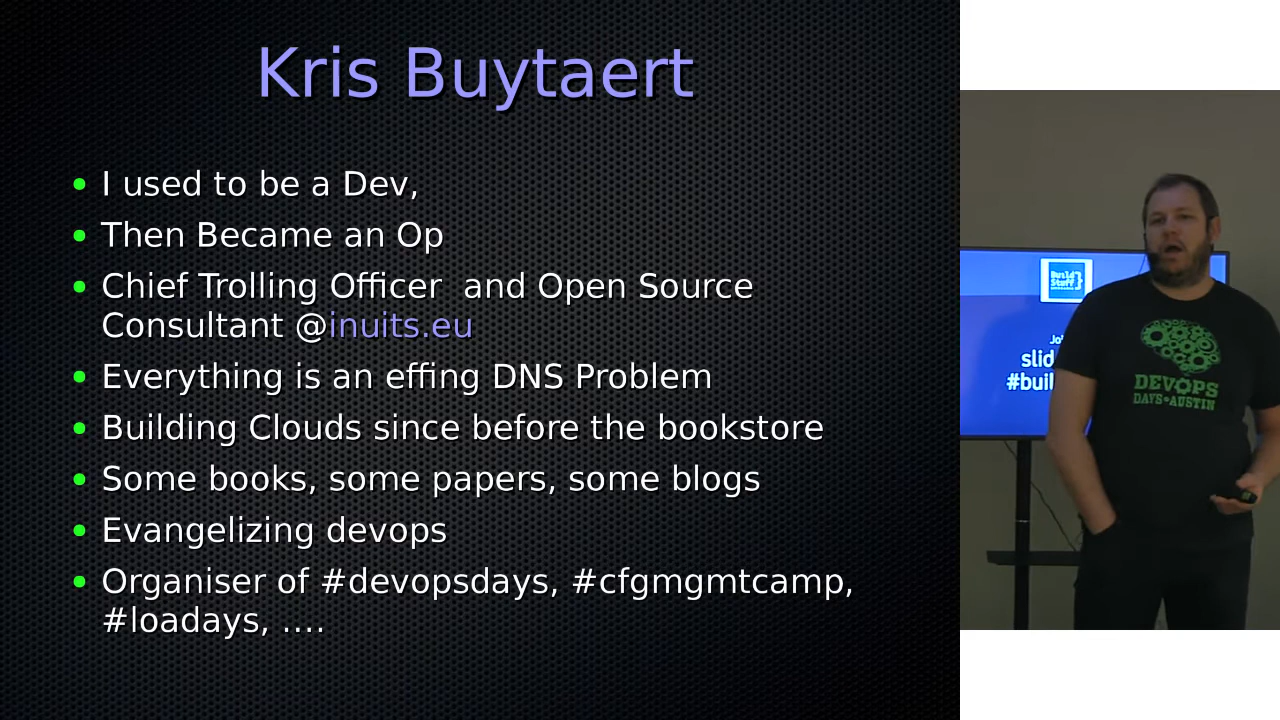 Kris Buytaert
I used to be a Dev,
Then Became an Op
Chief Trolling Officer  and Open Source
Consultant @inuits.eu
Everything is an effing DNS Problem
Building Clouds since before the bookstore
Some books, some papers, some blogs
Evangelizing devops
Organiser of #devopsdays, #cfgmgmtcamp,
#loadays, ....
Build
Stuff
DEVOPS
DAYS AUSTIN